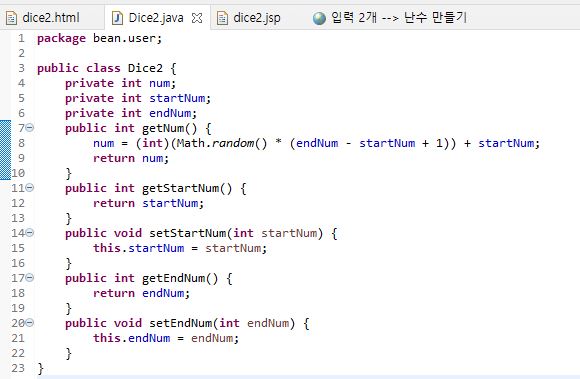 dice2.html Dice2.java dice2.jsp 입력 2개 --> 난수 만들기
1 package bean.user;
2
3 public class Dice2 {
4     private int num;
5     private int startNum;
6     private int endNum;
7     public int getNum() {
8         num = (int)(Math.random() * (endNum - startNum + 1)) + startNum;
9         return num;
10     }
11     public int getStartNum() {
12         return startNum;
13     }
14     public void setStartNum(int startNum) {
15         this.startNum = startNum;
16     }
17     public int getEndNum() {
18         return endNum;
19     }
20     public void setEndNum(int endNum) {
21         this.endNum = endNum;
22     }
23 }